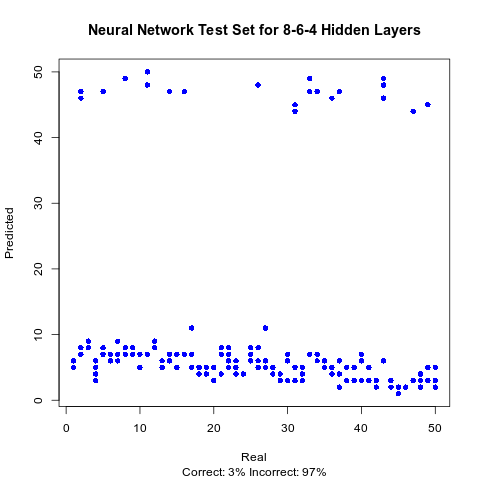 Neural Network Test Set for 8-6-4 Hidden Layers
Predicted
50
40
30
20
10
0
0 10 20 30 40 50
Real
Correct: 3% Incorrect: 97%